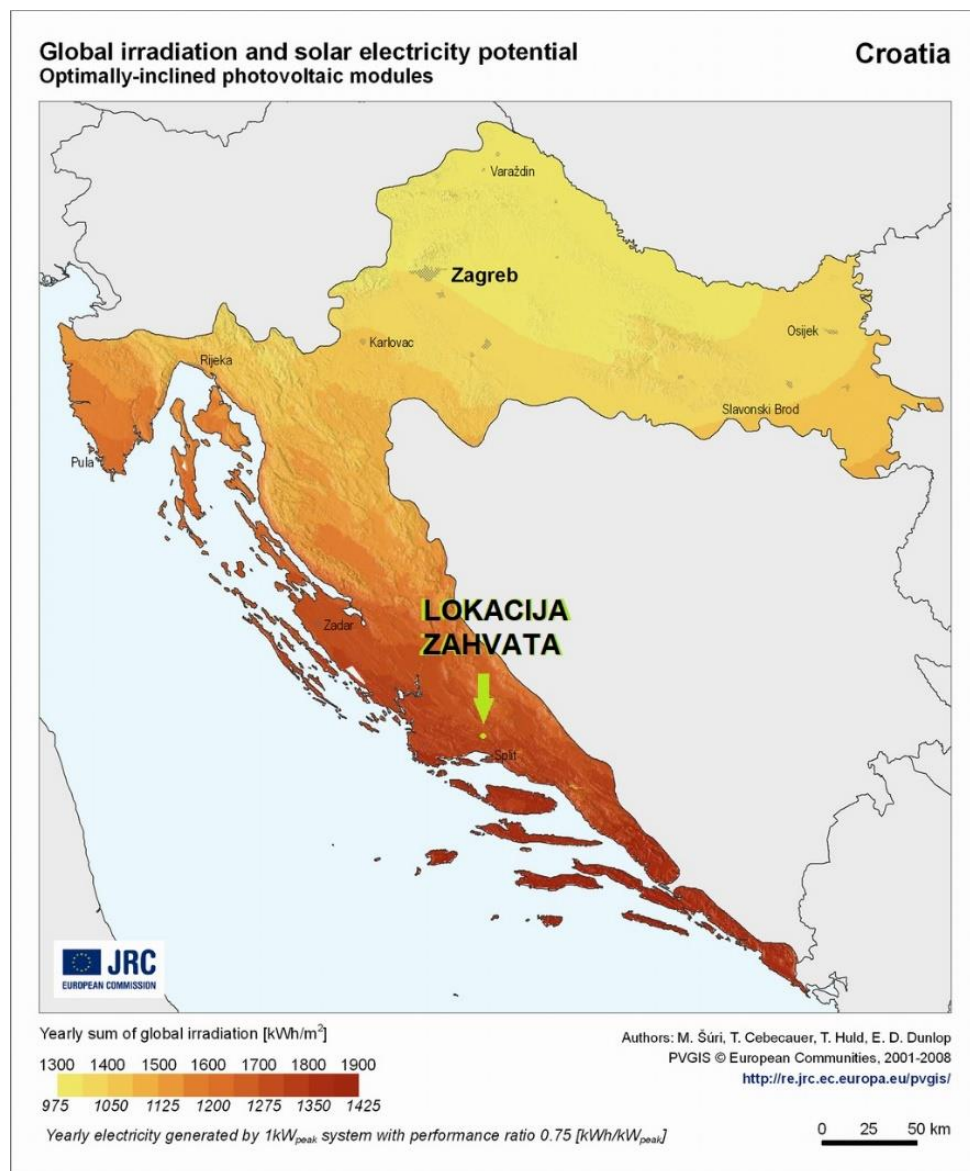 Global irradiation and solar electricity potential
Optimally-inclined photovoltaic modules
Croatia
Varaždin
Zagreb
Osijek
Karlovac
Rijeka
Slavonski Brod
Pula
LOKACIJA
ZAHVATA
Zadar
Split
JRC
EUROPEAN COMMISSION
Yearly sum of global irradiation [kWh/m²]
1300 1400 1500 1600 1700 1800 1900
975 1050 1125 1200 1275 1350 1425
Yearly electricity generated by 1kWpeak system with performance ratio 0.75 [kWh/kWpeak]
Authors: M. Šúri, T. Cebecauer, T. Huld, E. D. Dunlop
PVGIS © European Communities, 2001-2008
http://re.jrc.ec.europa.eu/pvgis/
0 25 50 km